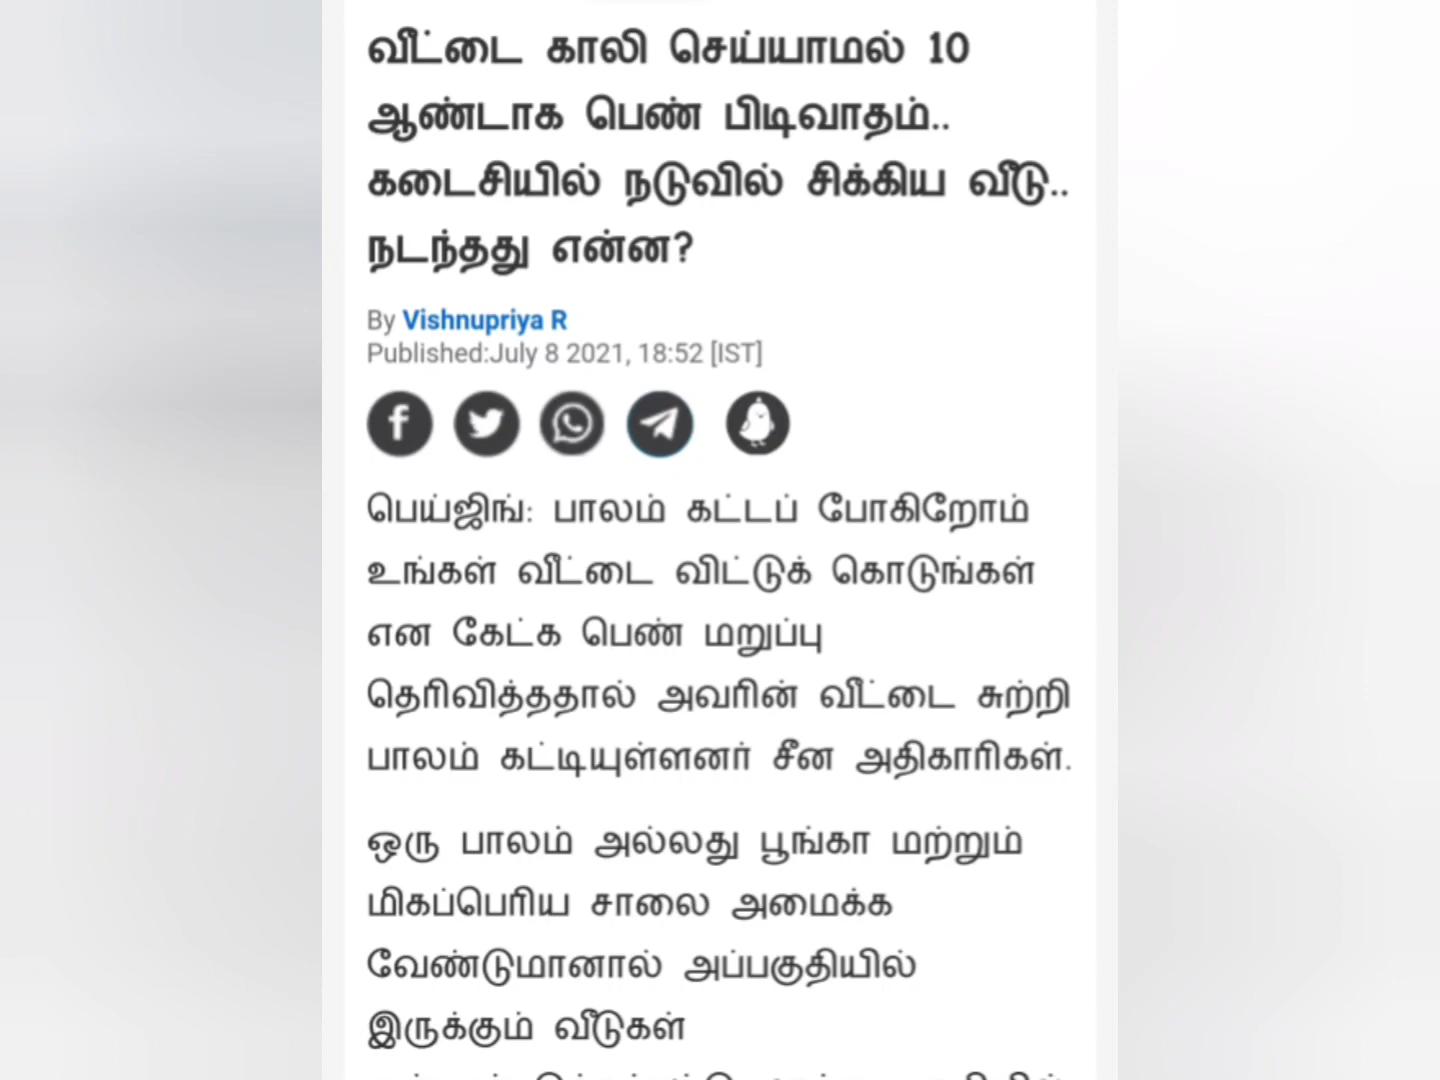 வீட்டை காலி செய்யாமல் 10
ஆண்டாக பெண் பிடிவாதம்..
கடைசியில் நடுவில் சிக்கிய வீடு..
நடந்தது என்ன?
By Vishnupriya R
Published:July 8 2021, 18:52 [IST]
பெய்ஜிங்: பாலம் கட்டப் போகிறோம்
உங்கள் வீட்டை விட்டுக் கொடுங்கள்
என கேட்க பெண் மறுப்பு
தெரிவித்ததால் அவரின் வீட்டை சுற்றி
பாலம் கட்டியுள்ளனர் சீன அதிகாரிகள்.
ஒரு பாலம் அல்லது பூங்கா மற்றும்
மிகப்பெரிய சாலை அமைக்க
வேண்டுமானால் அப்பகுதியில்
இருக்கும் வீடுகள்